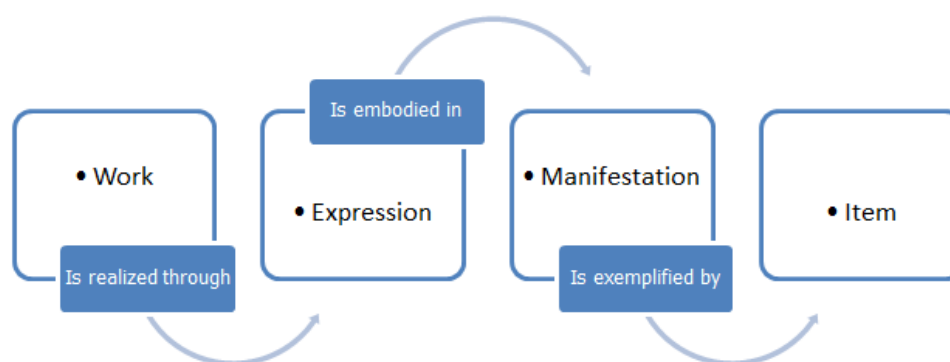 • Work
Is realized through
Is embodied in
• Expression
• Manifestation
Is exemplified by
• Item